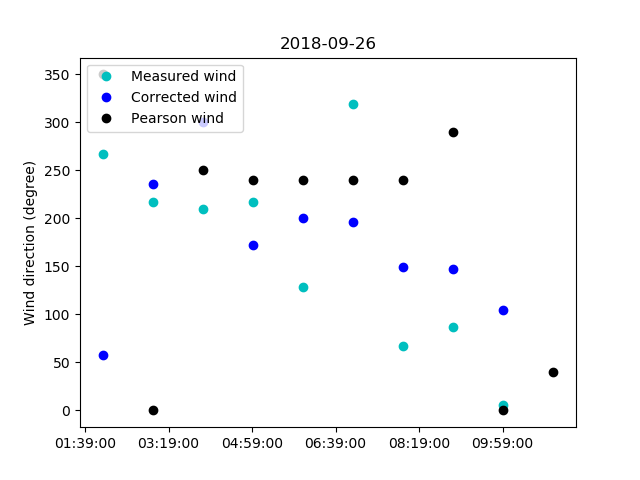 2018-09-26
Measured wind
Corrected wind
Pearson wind
Wind direction (degree)
350
300
250
200
150
100
50
0
01:39:00 03:19:00 04:59:00 06:39:00 08:19:00 09:59:00